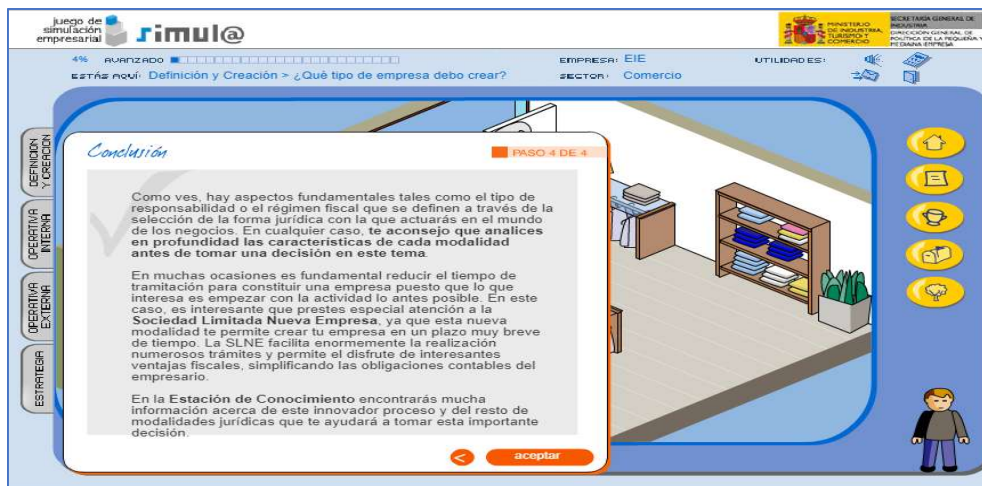 juego de
simulación
empresarial
simul@
MINISTERIO
DE INDUSTRIA,
TURISMO Y
COMERCIO
SECRETARÍA GENERAL DE
INDUSTRIA
DIRECCIÓN GENERAL DE
POLÍTICA DE LA PEQUEÑA Y
MEDIANA EMPRESA
4% AVANZADO
EMPRESA: EIE
UTILIDADES:
ESTÁS AQUÍ: Definición y Creación > ¿Qué tipo de empresa debo crear?
SECTOR: Comercio
DEFINICION
Y CREACION
OPERATIVA
INTERNA
OPERATIVA
EXTERNA
ESTRATEGIA
Conclusión
PASO 4 DE 4
Como ves, hay aspectos fundamentales tales como el tipo de
responsabilidad o el régimen fiscal que se definen a través de la
selección de la forma jurídica con la que actuarás en el mundo
de los negocios. En cualquier caso, te aconsejo que analices
en profundidad las características de cada modalidad
antes de tomar una decisión en este tema.
En muchas ocasiones es fundamental reducir el tiempo de
tramitación para constituir una empresa puesto que lo que
interesa es empezar con la actividad lo antes posible. En este
caso, es interesante que prestes especial atención a la
Sociedad Limitada Nueva Empresa, ya que esta nueva
modalidad te permite crear tu empresa en un plazo muy breve
de tiempo. La SLNE facilita enormemente la realización
numerosos trámites y permite el disfrute de interesantes
ventajas fiscales, simplificando las obligaciones contables del
empresario.
En la Estación de Conocimiento encontrarás mucha
información acerca de este innovador proceso y del resto de
modalidades jurídicas que te ayudará a tomar esta importante
decisión.
<
aceptar